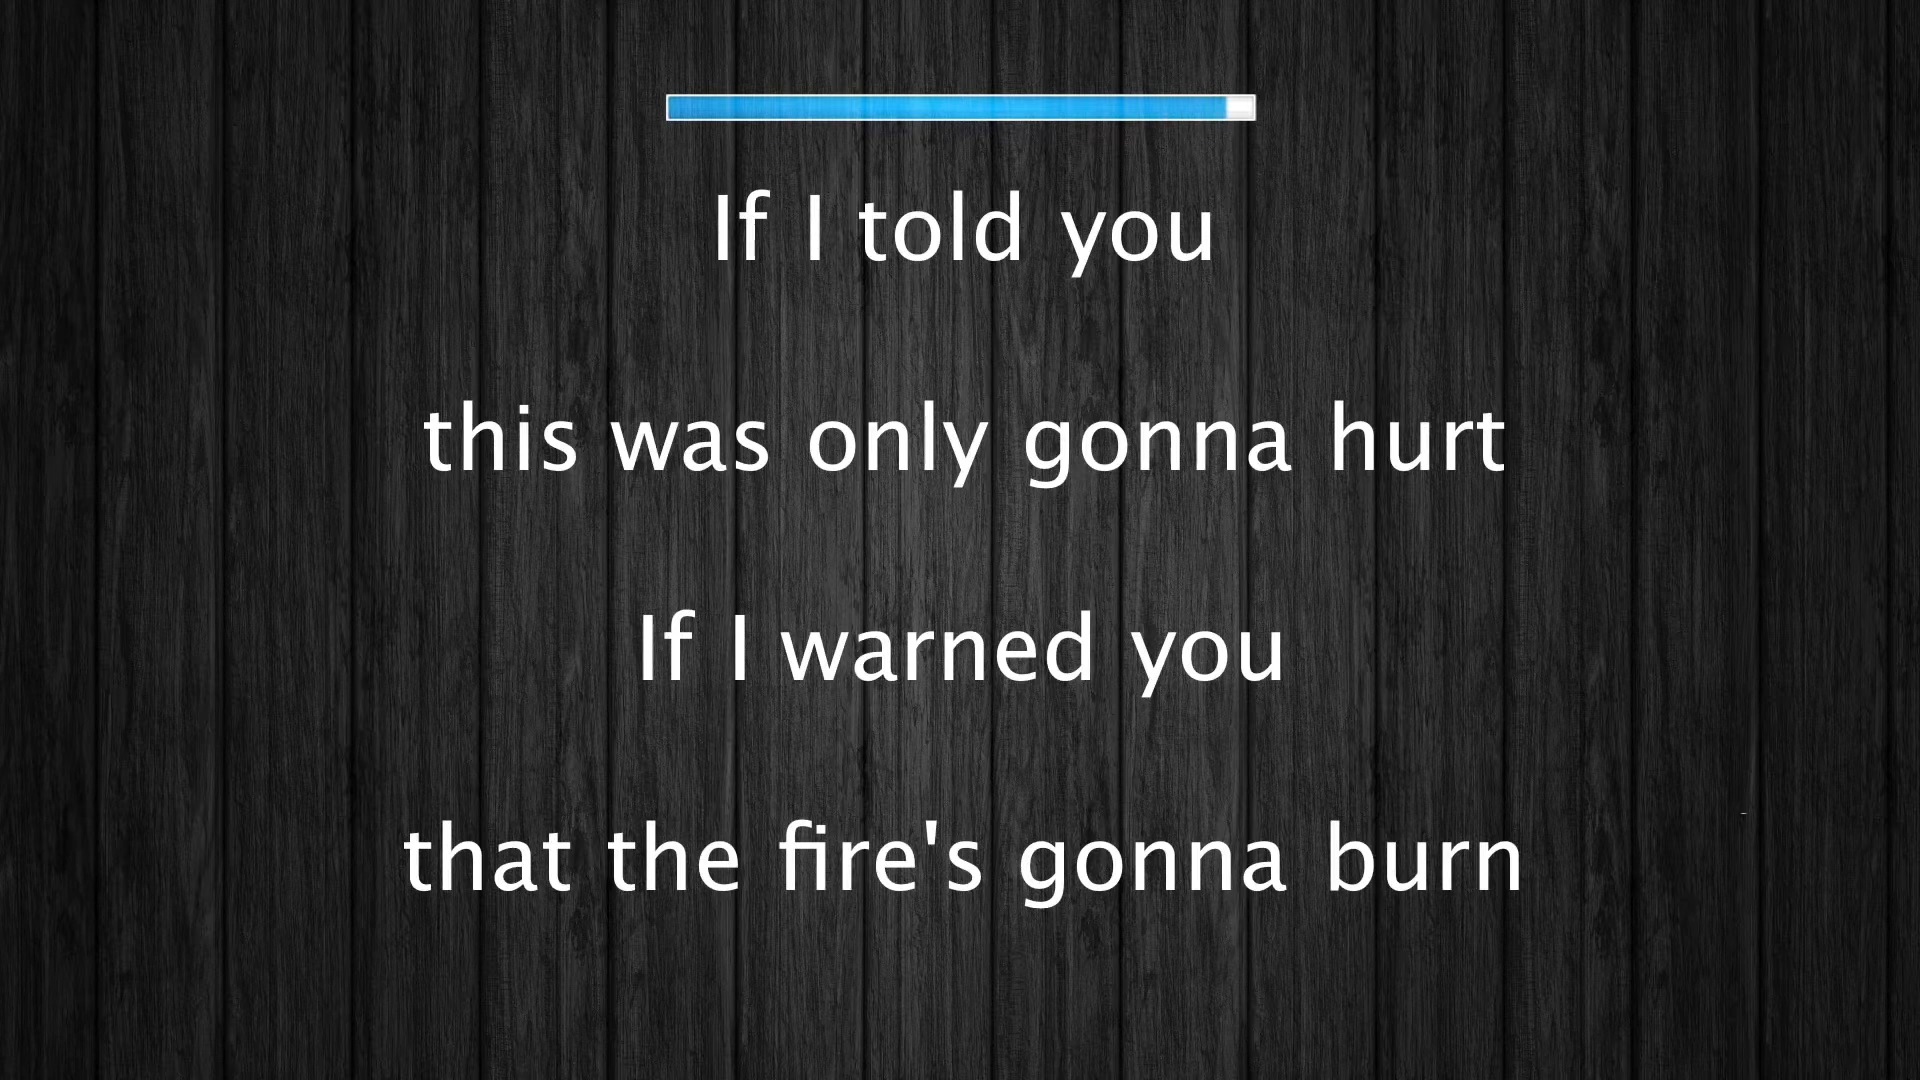 If I told you
this was only gonna hurt
If I warned you
that the fire's gonna burn